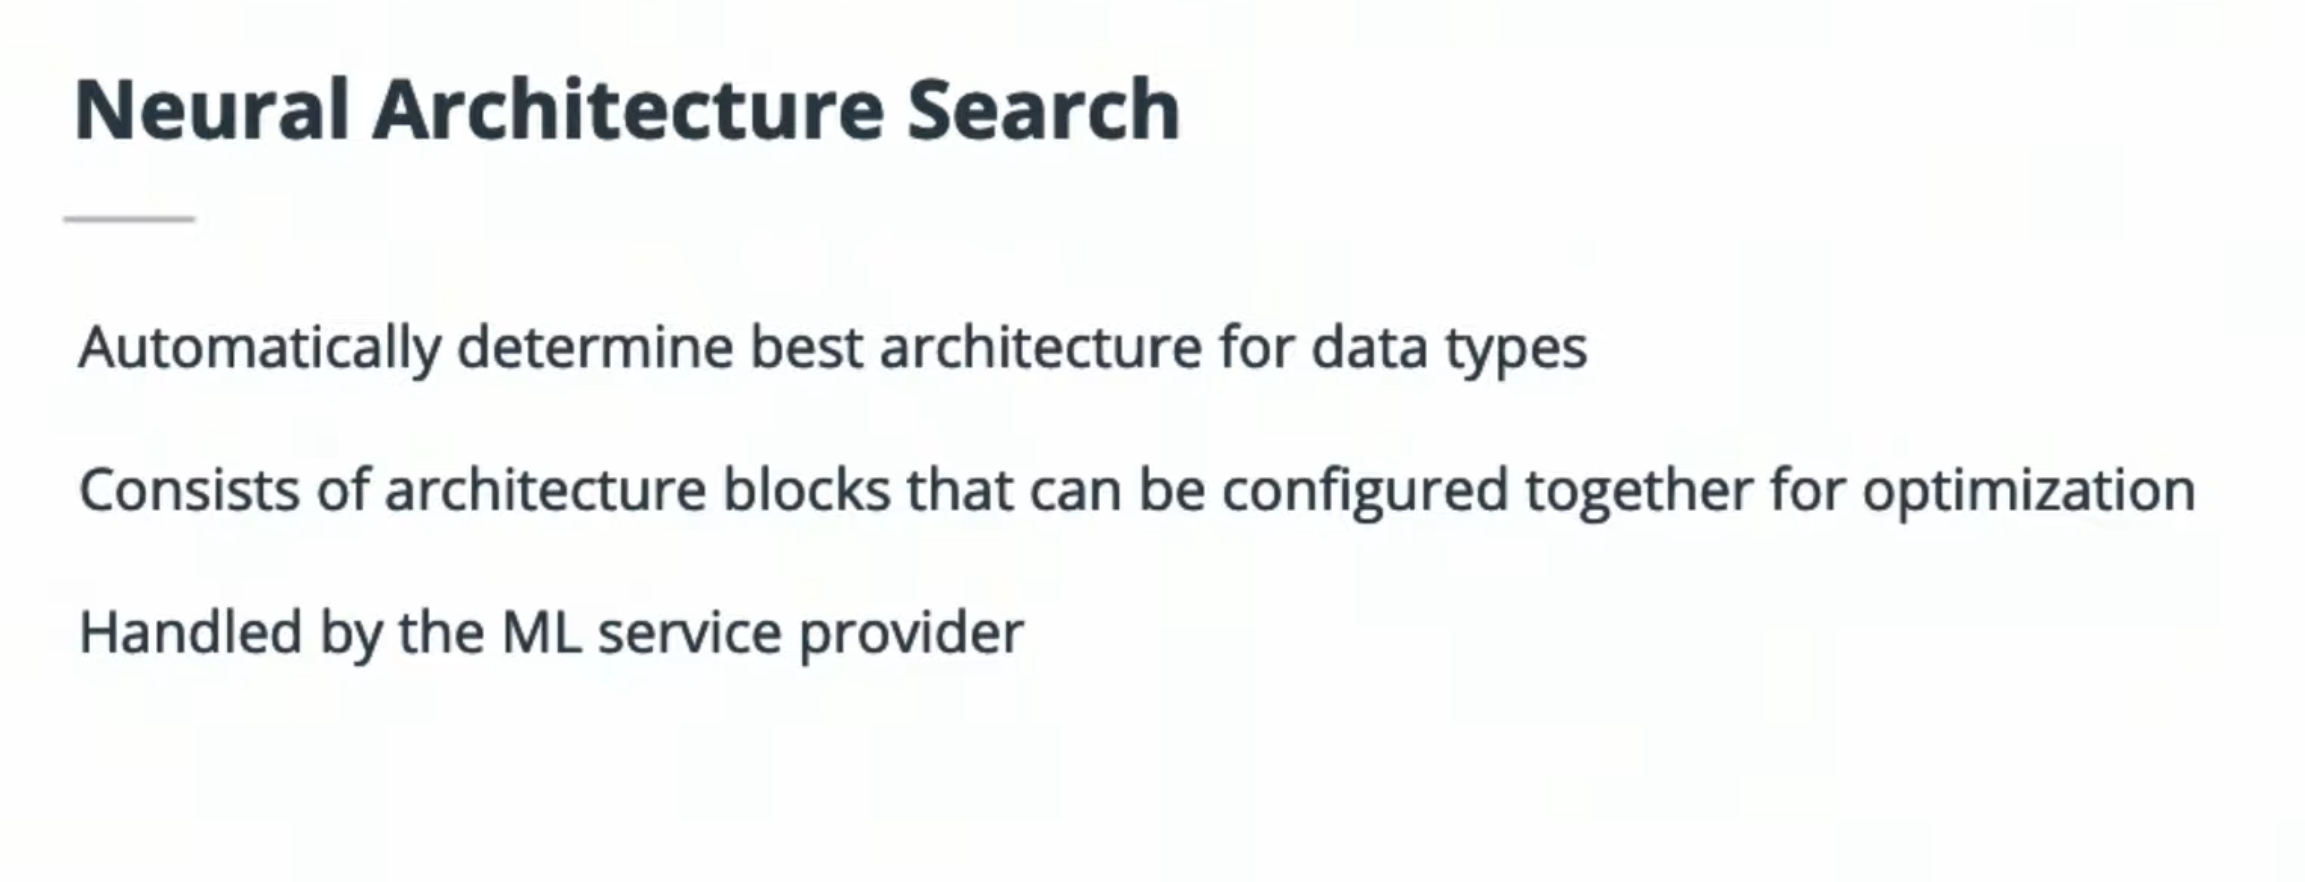 Neural Architecture Search
Automatically determine best architecture for data types
Consists of architecture blocks that can be configured together for optimization
Handled by the ML service provider